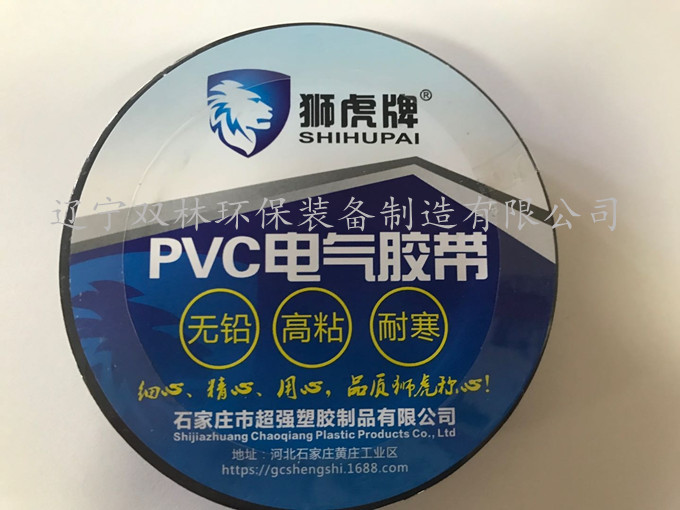 狮虎牌®
SHIHUPAI
辽宁双林环保装备制造有限公司
PVC电气胶带
无铅 高粘 耐寒
细心、精心、用心，品质狮虎称心！
石家庄市超强塑胶制品有限公司
Shijiazhuang Chaoqiang Plastic Products Co., Ltd
地址：河北石家庄黄庄工业区
https://gcshengshi.1688.com